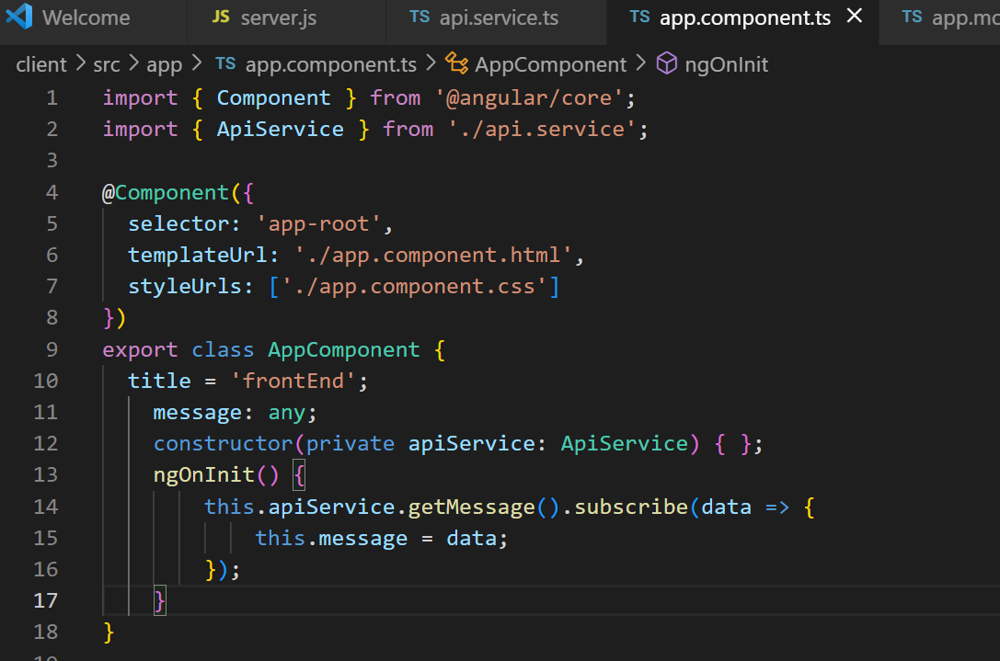 Welcome JS server.js TS api.service.ts TS app.component.ts TS
client > src > app > TS app.component.ts > AppComponent > ngOnInit
1 import { Component } from '@angular/core';
2 import { ApiService } from './api.service';
3
4 @Component({
5   selector: 'app-root',
6   templateUrl: './app.component.html',
7   styleUrls: ['./app.component.css']
8 })
9 export class AppComponent {
10   title = 'frontEnd';
11     message: any;
12     constructor(private apiService: ApiService) { };
13     ngOnInit() {
14         this.apiService.getMessage().subscribe(data => {
15             this.message = data;
16         });
17     }
18 }